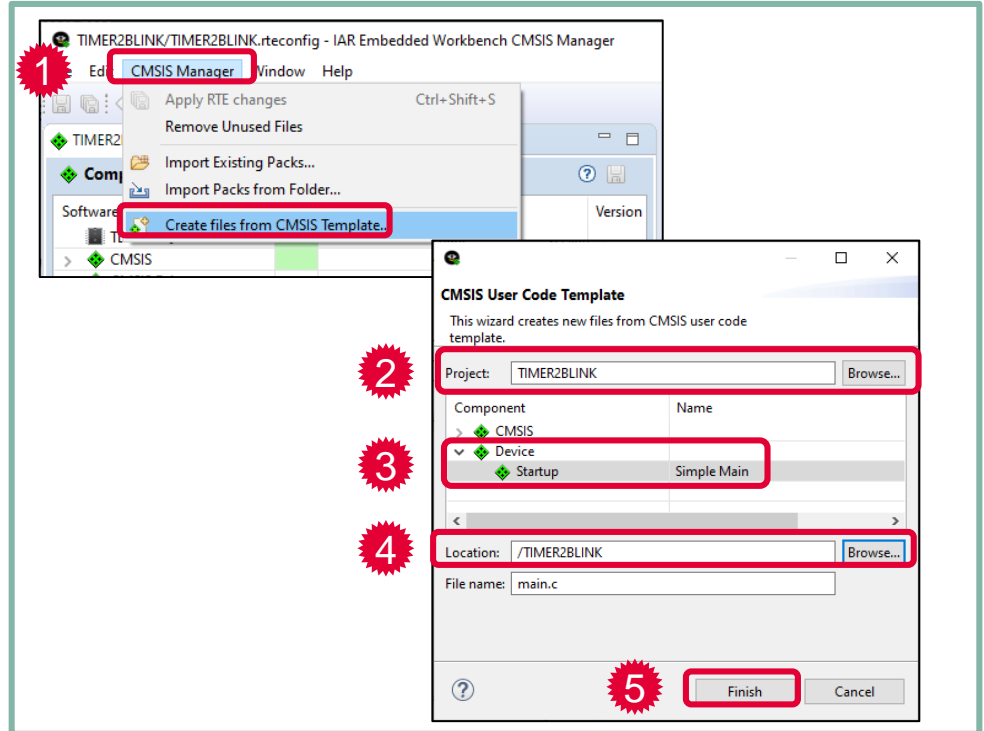 TIMER2BLINK/TIMER2BLINK.rteconfig - IAR Embedded Workbench CMSIS Manager
1
CMSIS Manager Window Help
Apply RTE changes Ctrl+Shift+S
Remove Unused Files
TIMER2
Import Existing Packs...
Import Packs from Folder...
Software Version
Create files from CMSIS Template..
CMSIS
CMSIS User Code Template
This wizard creates new files from CMSIS user code
template.
2
Project: TIMER2BLINK Browse...
Component Name
CMSIS
3
Device
Startup Simple Main
4
Location: /TIMER2BLINK Browse...
File name: main.c
5
Finish Cancel